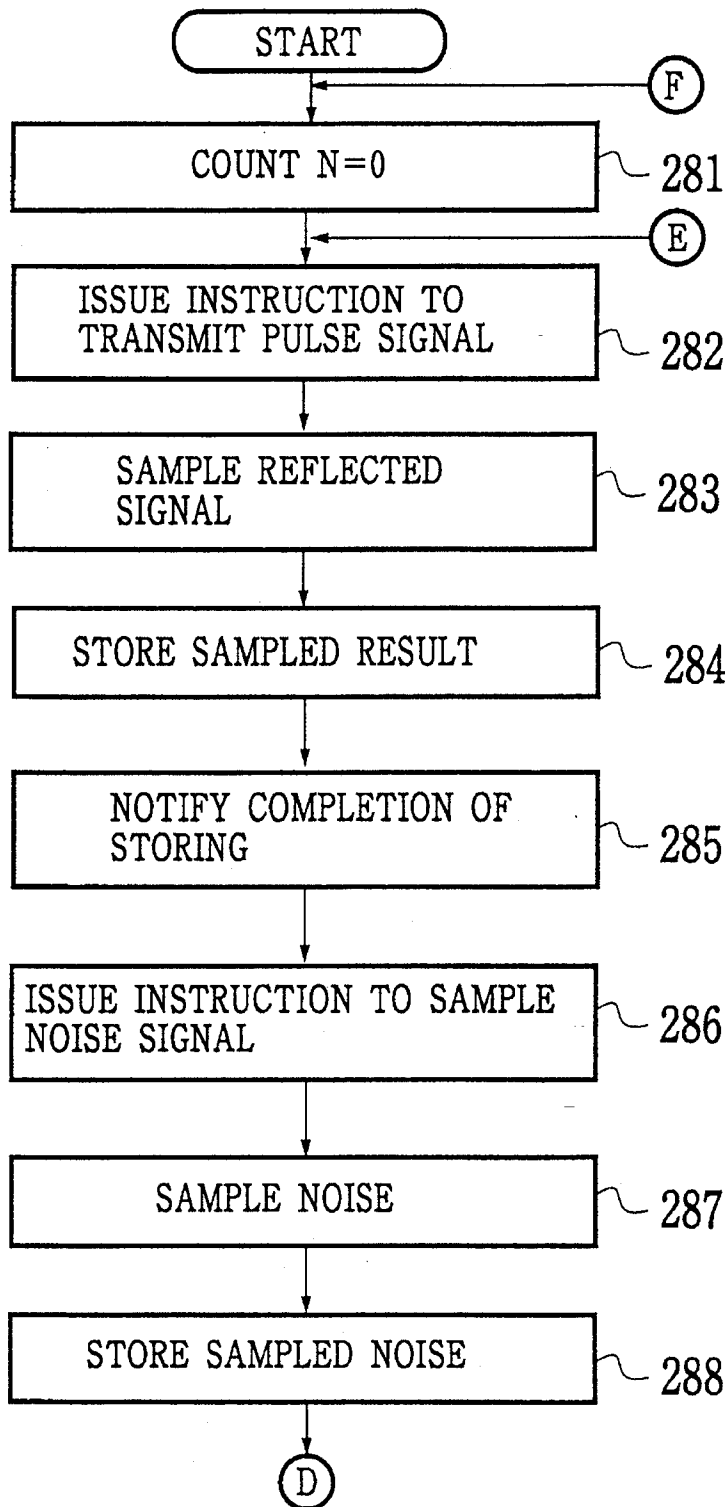 START
F
COUNT N=0
281
E
ISSUE INSTRUCTION TO
TRANSMIT PULSE SIGNAL
282
SAMPLE REFLECTED
SIGNAL
283
STORE SAMPLED RESULT
284
NOTIFY COMPLETION OF
STORING
285
ISSUE INSTRUCTION TO SAMPLE
NOISE SIGNAL
286
SAMPLE NOISE
287
STORE SAMPLED NOISE
288
D